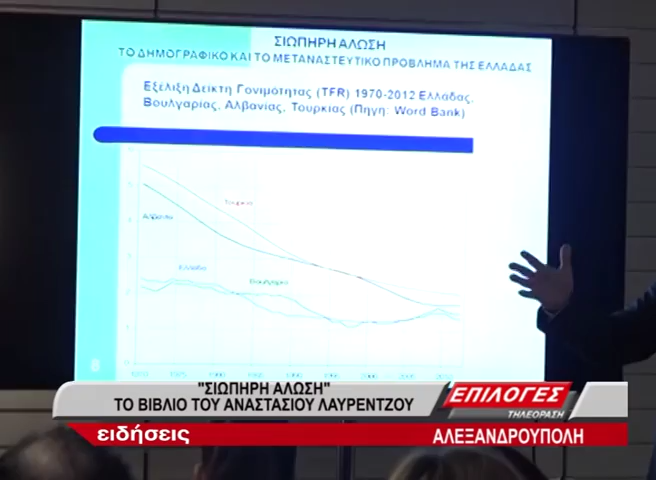 ΣΙΩΠΗΡΗ ΑΛΩΣΗ
ΤΟ ΔΗΜΟΓΡΑΦΙΚΟ ΚΑΙ ΤΟ ΜΕΤΑΝΑΣΤΕΥΤΙΚΟ ΠΡΟΒΛΗΜΑ ΤΗΣ ΕΛΛΑΔΑΣ
Εξέλιξη Δείκτη Γονιμότητας (TFR) 1970-2012 Ελλάδας,
Βουλγαρίας, Αλβανίας, Τουρκίας (Πηγή: Word Bank)
Τουρκία
Αλβανία
Ελλάδα
Βουλγαρία
"ΣΙΩΠΗΡΗ ΑΛΩΣΗ"
ΤΟ ΒΙΒΛΙΟ ΤΟΥ ΑΝΑΣΤΑΣΙΟΥ ΛΑΥΡΕΝΤΖΟΥ
ΕΠΙΛΟΓΕΣ
ΤΗΛΕΟΡΑΣΗ
ειδήσεις
ΑΛΕΞΑΝΔΡΟΥΠΟΛΗ